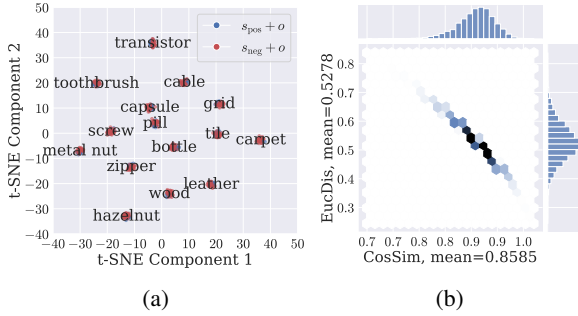 50
40
30
20
10
0
−10
−20
−30
−40
t-SNE Component 2
s_pos + o
s_neg + o
transistor
toothbrush
cable
capsule
grid
pill
screw
tile
carpet
metal nut
bottle
zipper
leather
wood
hazelnut
−40 −30 −20 −10 0 10 20 30 40 50
t-SNE Component 1
(a)
EucDis, mean=0.5278
0.8
0.7
0.6
0.5
0.4
0.3
0.7 0.7 0.8 0.8 0.9 0.9 1.0
CosSim, mean=0.8585
(b)